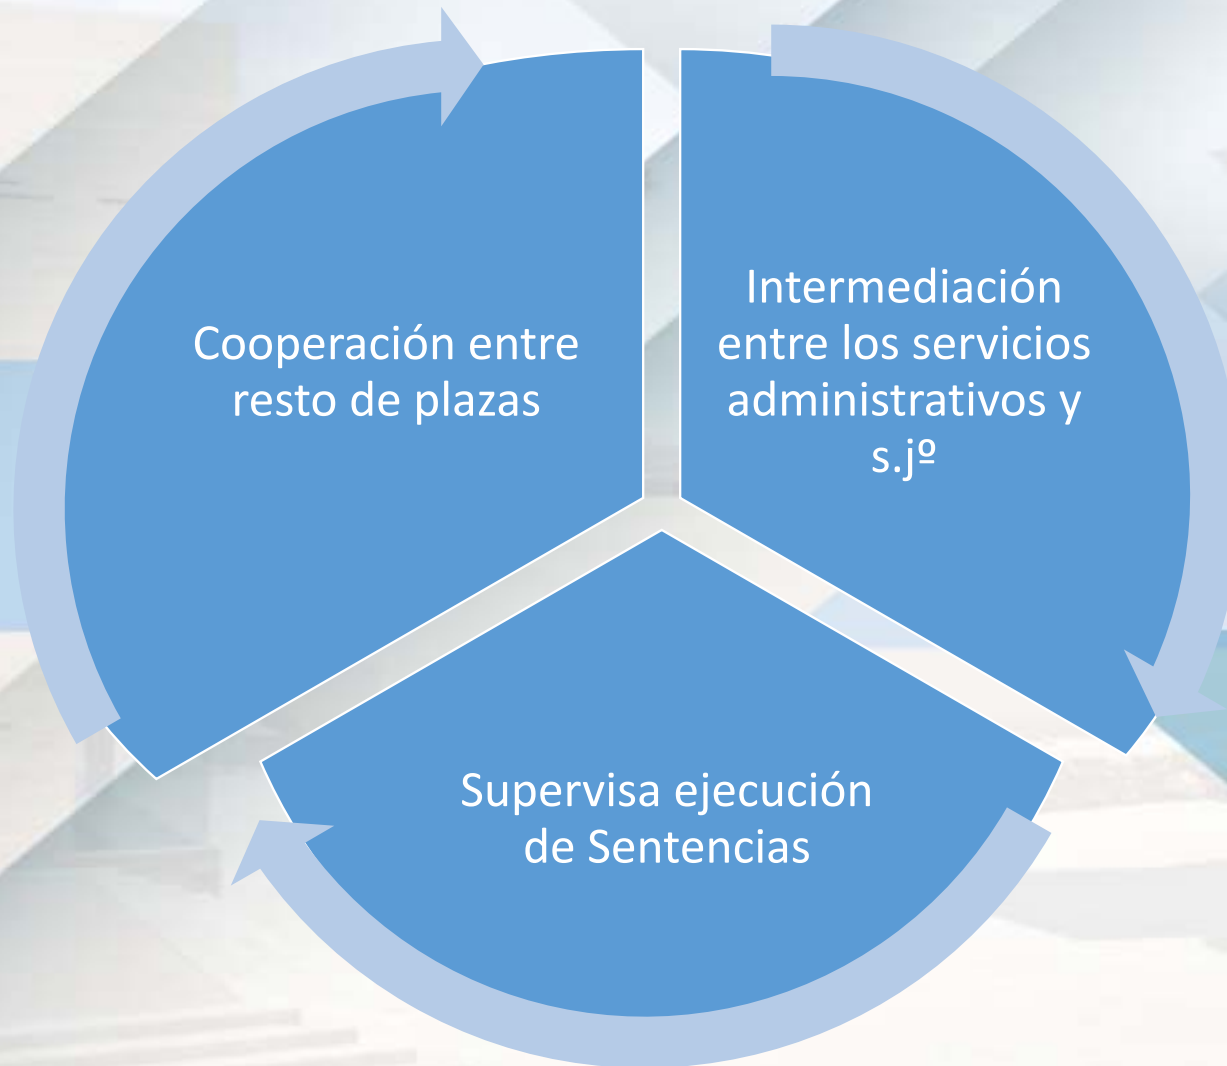 Cooperación entre
resto de plazas
Intermediación
entre los servicios
administrativos y
s.jº
Supervisa ejecución
de Sentencias